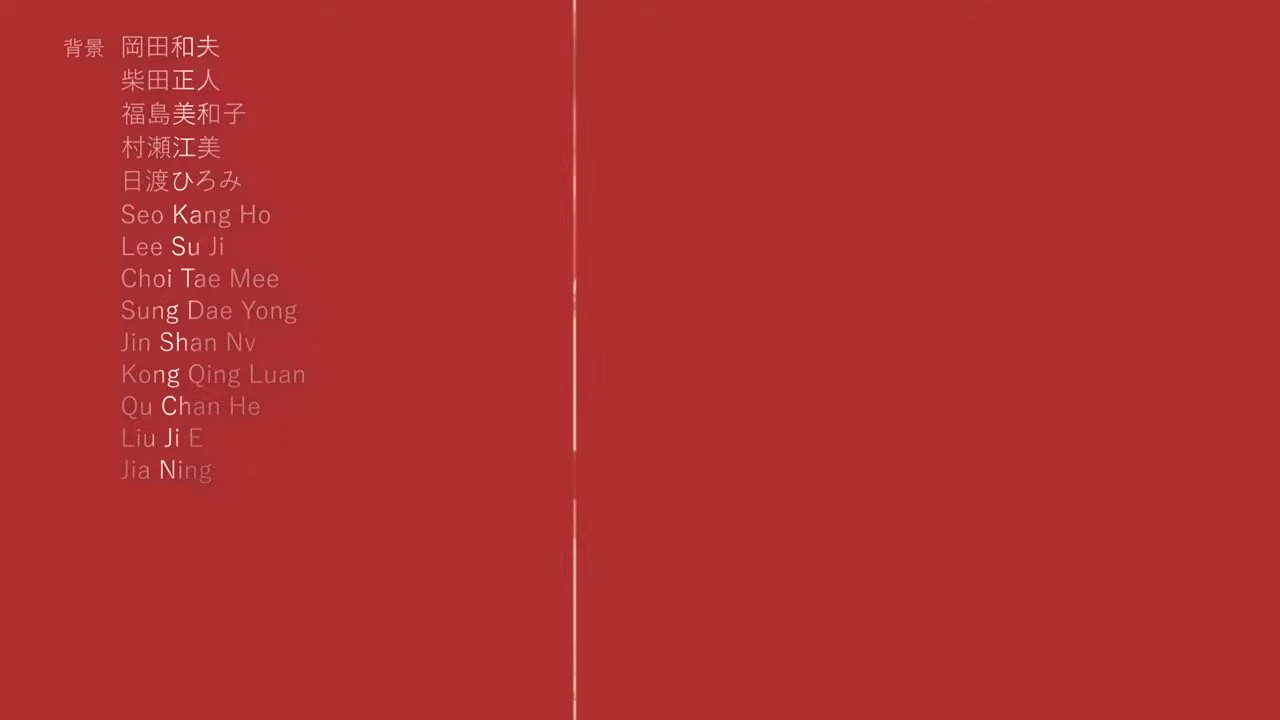 背景 岡田和夫
柴田正人
福島美和子
村瀬江美
日渡ひろみ
Seo Kang Ho
Lee Su Ji
Choi Tae Mee
Sung Dae Yong
Jin Shan Nv
Kong Qing Luan
Qu Chan He
Liu Ji E
Jia Ning